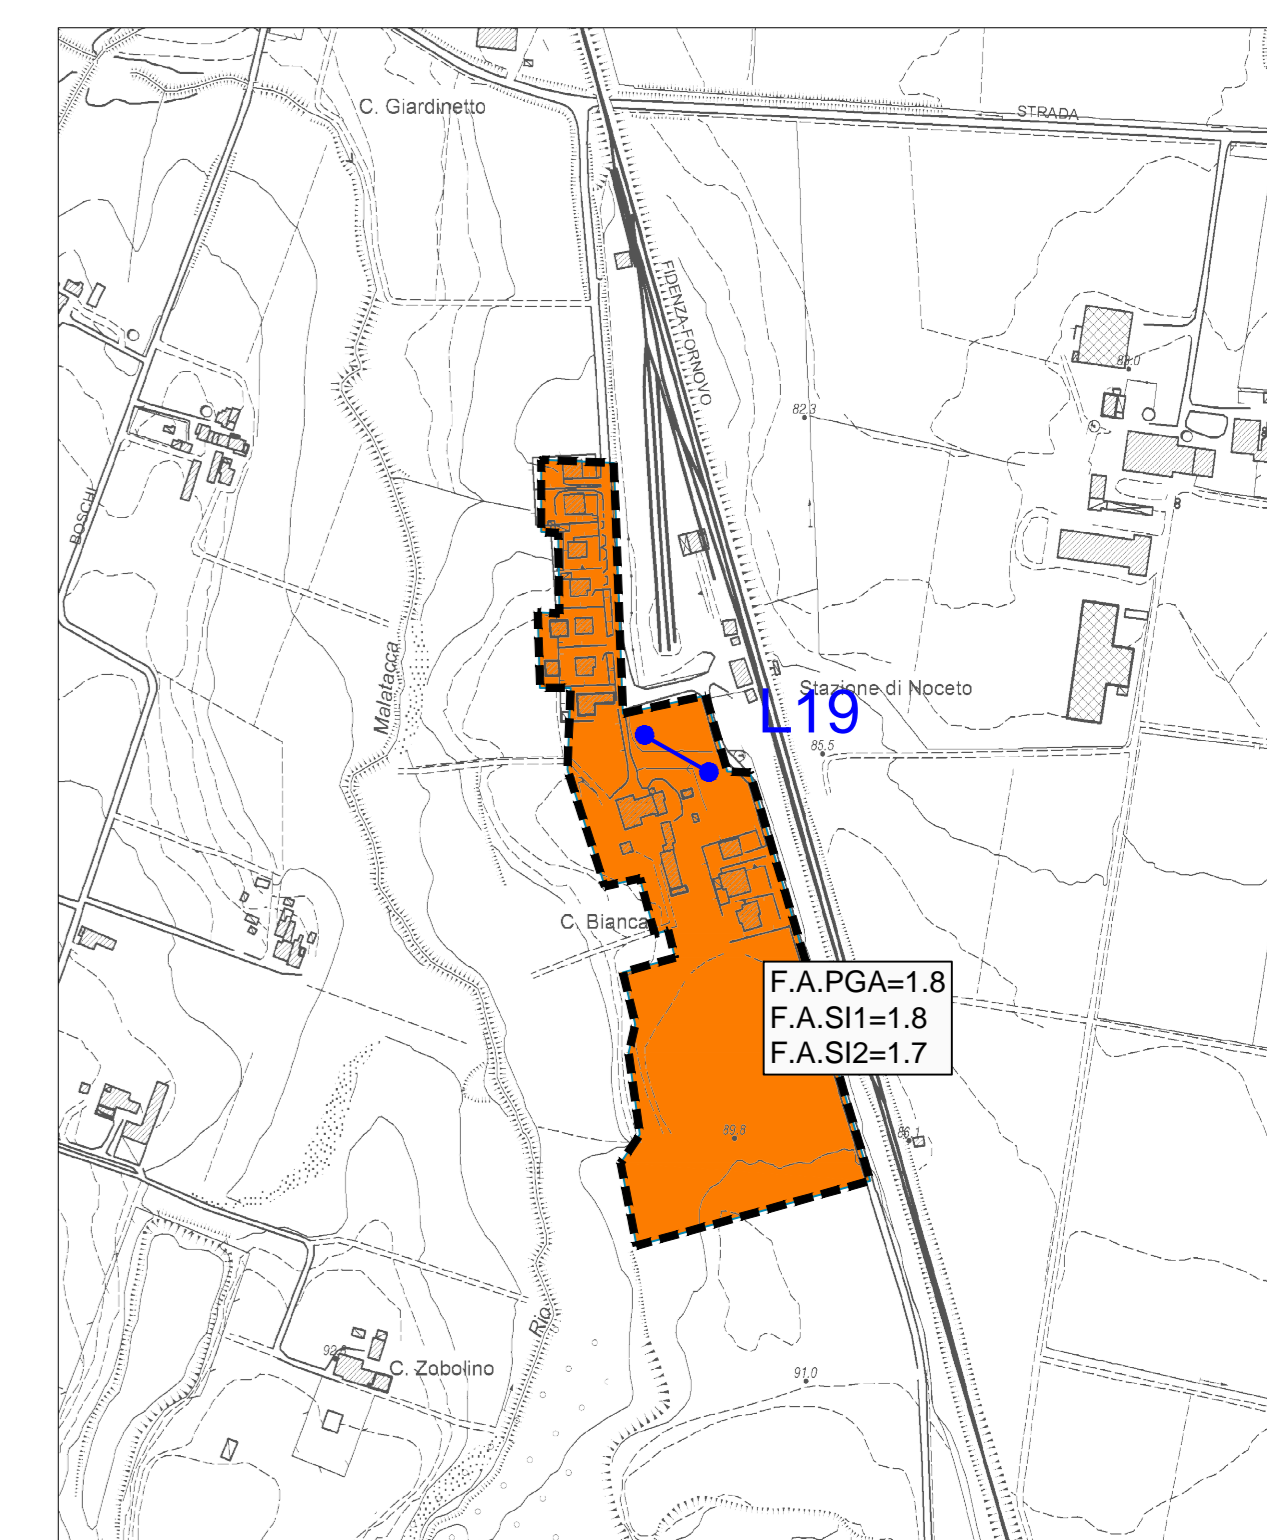 C. Giardinetto
STRADA
FIDENZA-FORNOVO
83.0
82.3
BOSCHI
Malatacca
Stazione di Noceto
L19
85.5
C. Bianca
F.A.PGA=1.8
F.A.SI1=1.8
F.A.SI2=1.7
89.8
86.1
Rio
C. Zobolino
91.0